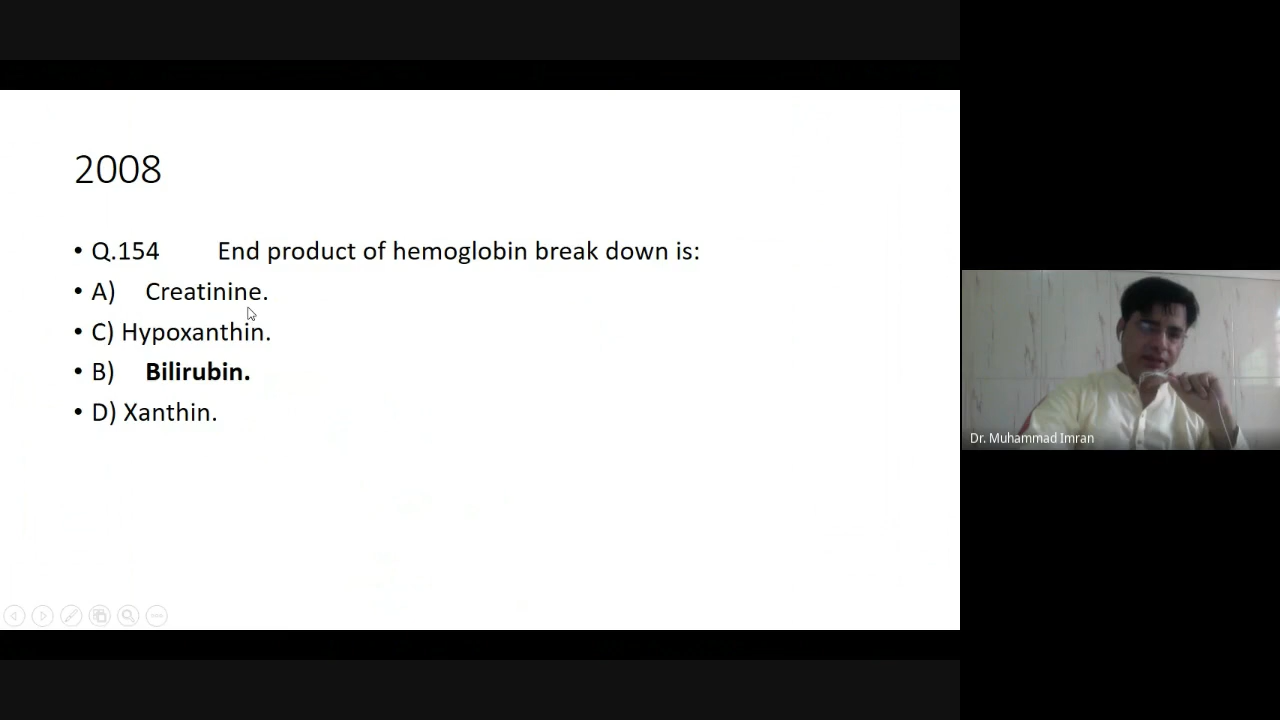 2008
• Q.154 End product of hemoglobin break down is:
• A) Creatinine.
• C) Hypoxanthin.
• B) Bilirubin.
• D) Xanthin.
Dr. Muhammad Imran